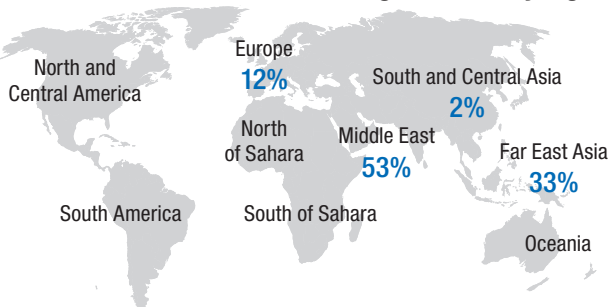 North and
Central America
Europe
12%
South and Central Asia
2%
North
of Sahara
Middle East
53%
Far East Asia
33%
South America
South of Sahara
Oceania